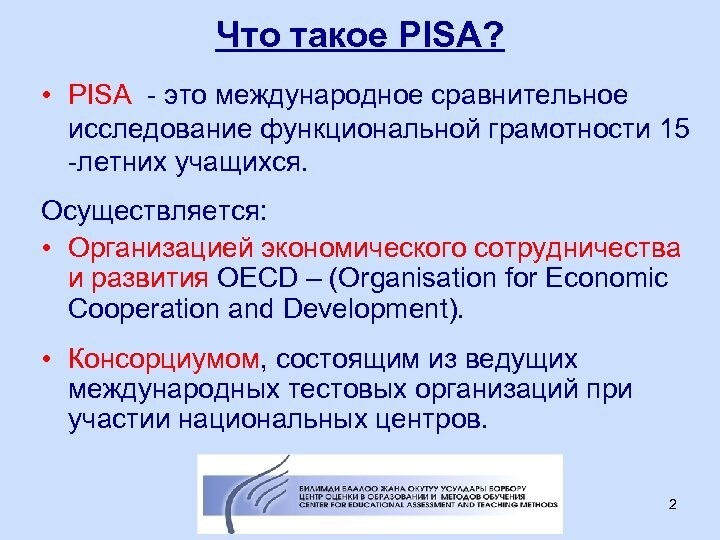 Что такое PISA?
• PISA - это международное сравнительное
исследование функциональной грамотности 15
-летних учащихся.
Осуществляется:
• Организацией экономического сотрудничества
и развития OECD – (Organisation for Economic
Cooperation and Development).
• Консорциумом, состоящим из ведущих
международных тестовых организаций при
участии национальных центров.
БИЛИМДИ БААЛОО ЖАНА ОКУТУУ УСУЛДАРЫ БОРБОРУ
ЦЕНТР ОЦЕНКИ В ОБРАЗОВАНИИ И МЕТОДОВ ОБУЧЕНИЯ
CENTER FOR EDUCATIONAL ASSESSMENT AND TEACHING METHODS
2